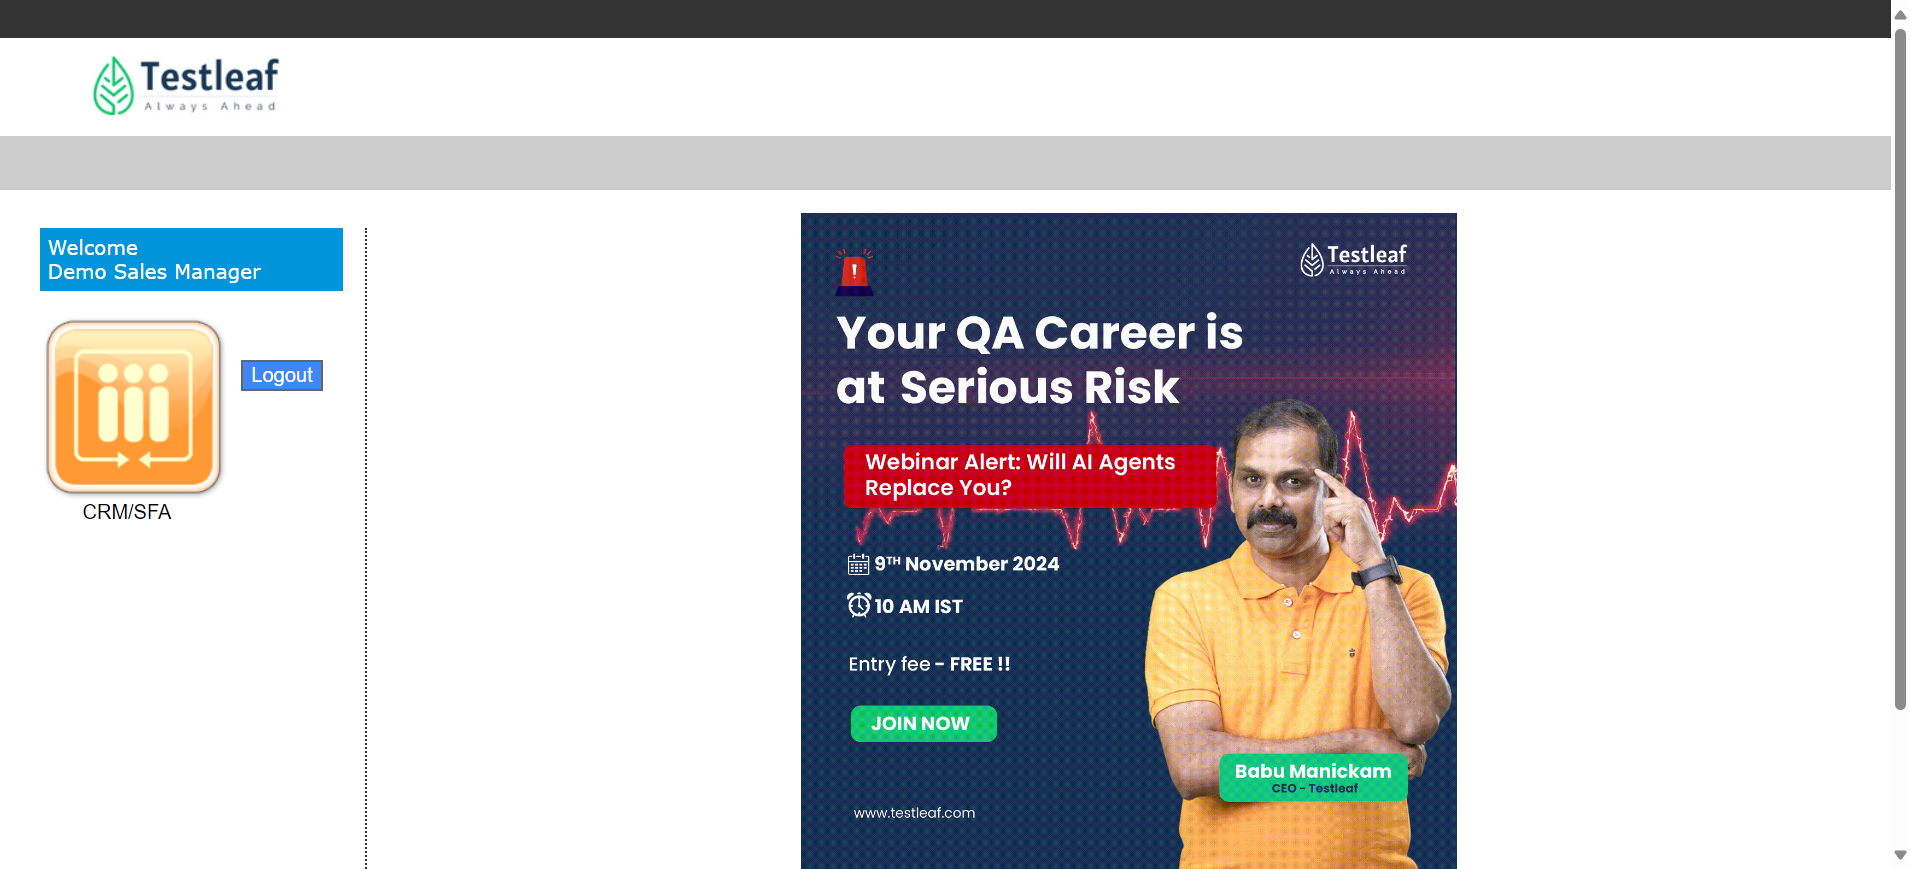 Testleaf
Always Ahead
Welcome
Demo Sales Manager
Logout
CRM/SFA
Testleaf
Always Ahead
Your QA Career is
at Serious Risk
Webinar Alert: Will AI Agents
Replace You?
9TH November 2024
10 AM IST
Entry fee - FREE !!
JOIN NOW
Babu Manickam
CEO - Testleaf
www.testleaf.com